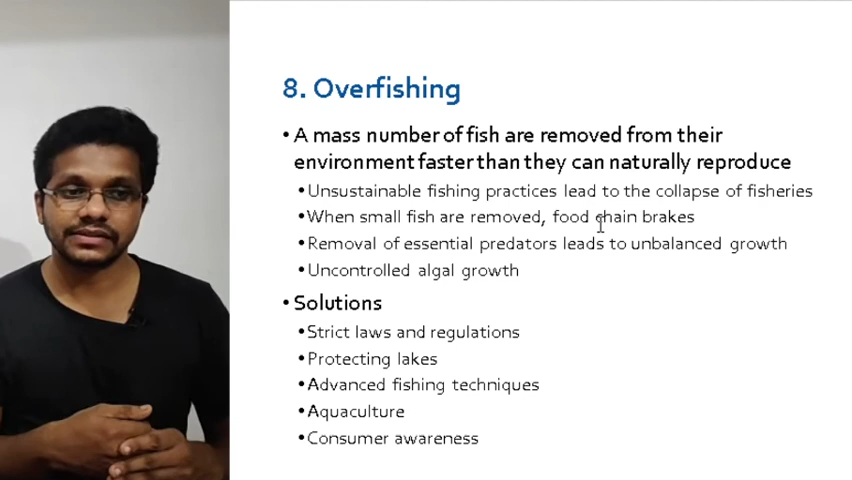 8. Overfishing
• A mass number of fish are removed from their
environment faster than they can naturally reproduce
• Unsustainable fishing practices lead to the collapse of fisheries
• When small fish are removed, food chain brakes
• Removal of essential predators leads to unbalanced growth
• Uncontrolled algal growth
• Solutions
• Strict laws and regulations
• Protecting lakes
• Advanced fishing techniques
• Aquaculture
• Consumer awareness